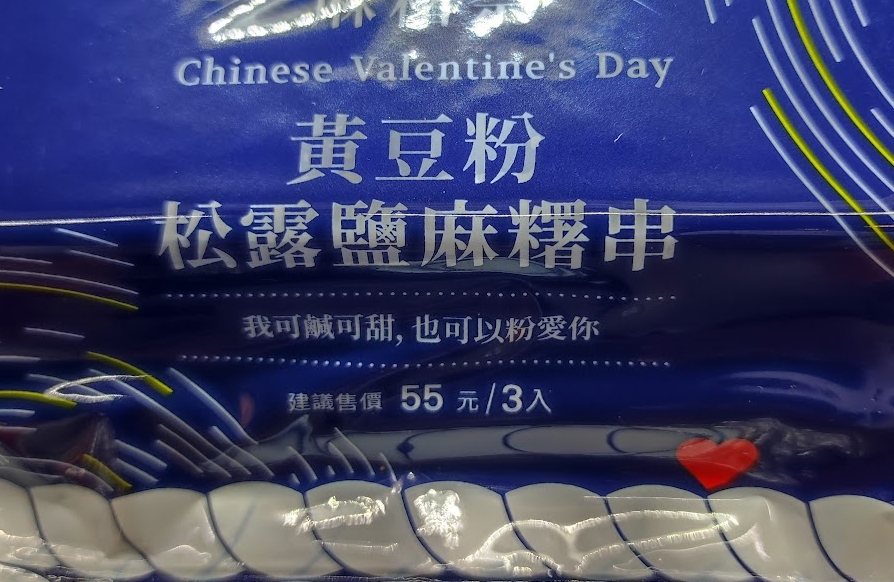 Chinese Valentine's Day
黃豆粉
松露鹽麻糬串
我可鹹可甜, 也可以粉愛你
建議售價 55 元/3入